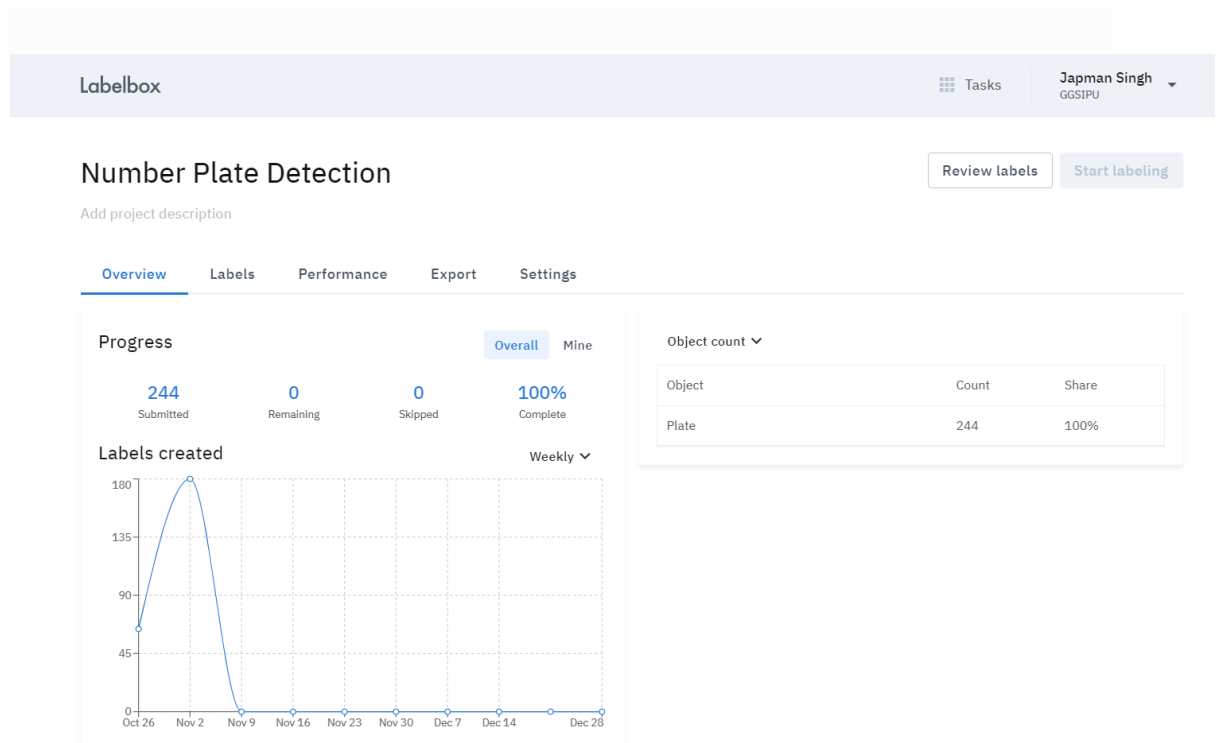 Labelbox
Tasks
Japman Singh
GGSIPU
Number Plate Detection
Review labels
Start labeling
Add project description
Overview Labels Performance Export Settings
Progress
Overall Mine
244 0 0 100%
Submitted Remaining Skipped Complete
Labels created
Weekly
180
135
90
45
0
Oct 26 Nov 2 Nov 9 Nov 16 Nov 23 Nov 30 Dec 7 Dec 14 Dec 28
Object count
Object Count Share
Plate 244 100%